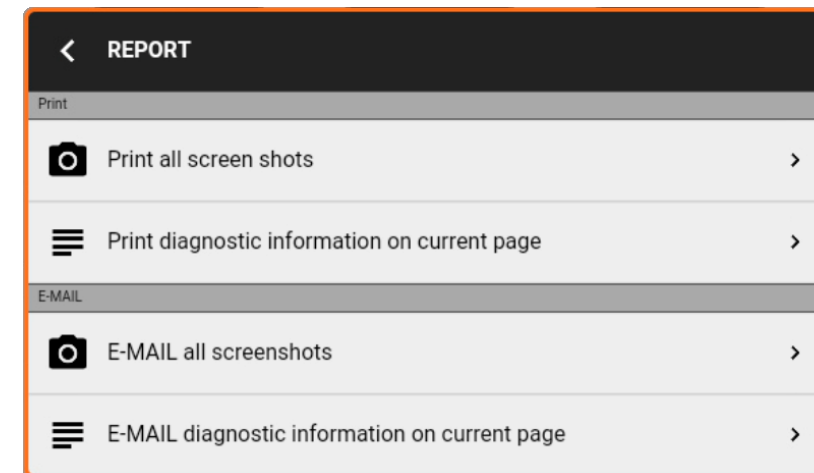 REPORT
Print
Print all screen shots
Print diagnostic information on current page
E-MAIL
E-MAIL all screenshots
E-MAIL diagnostic information on current page